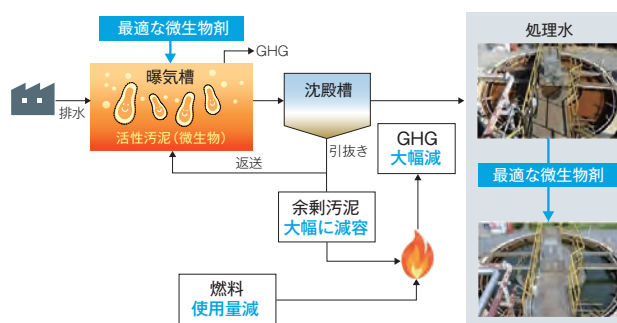 最適な微生物剤
GHG
曝気槽
排水
活性汚泥（微生物）
沈殿槽
返送
引抜き
GHG
大幅減
余剰汚泥
大幅に減容
燃料
使用量減
処理水
最適な微生物剤